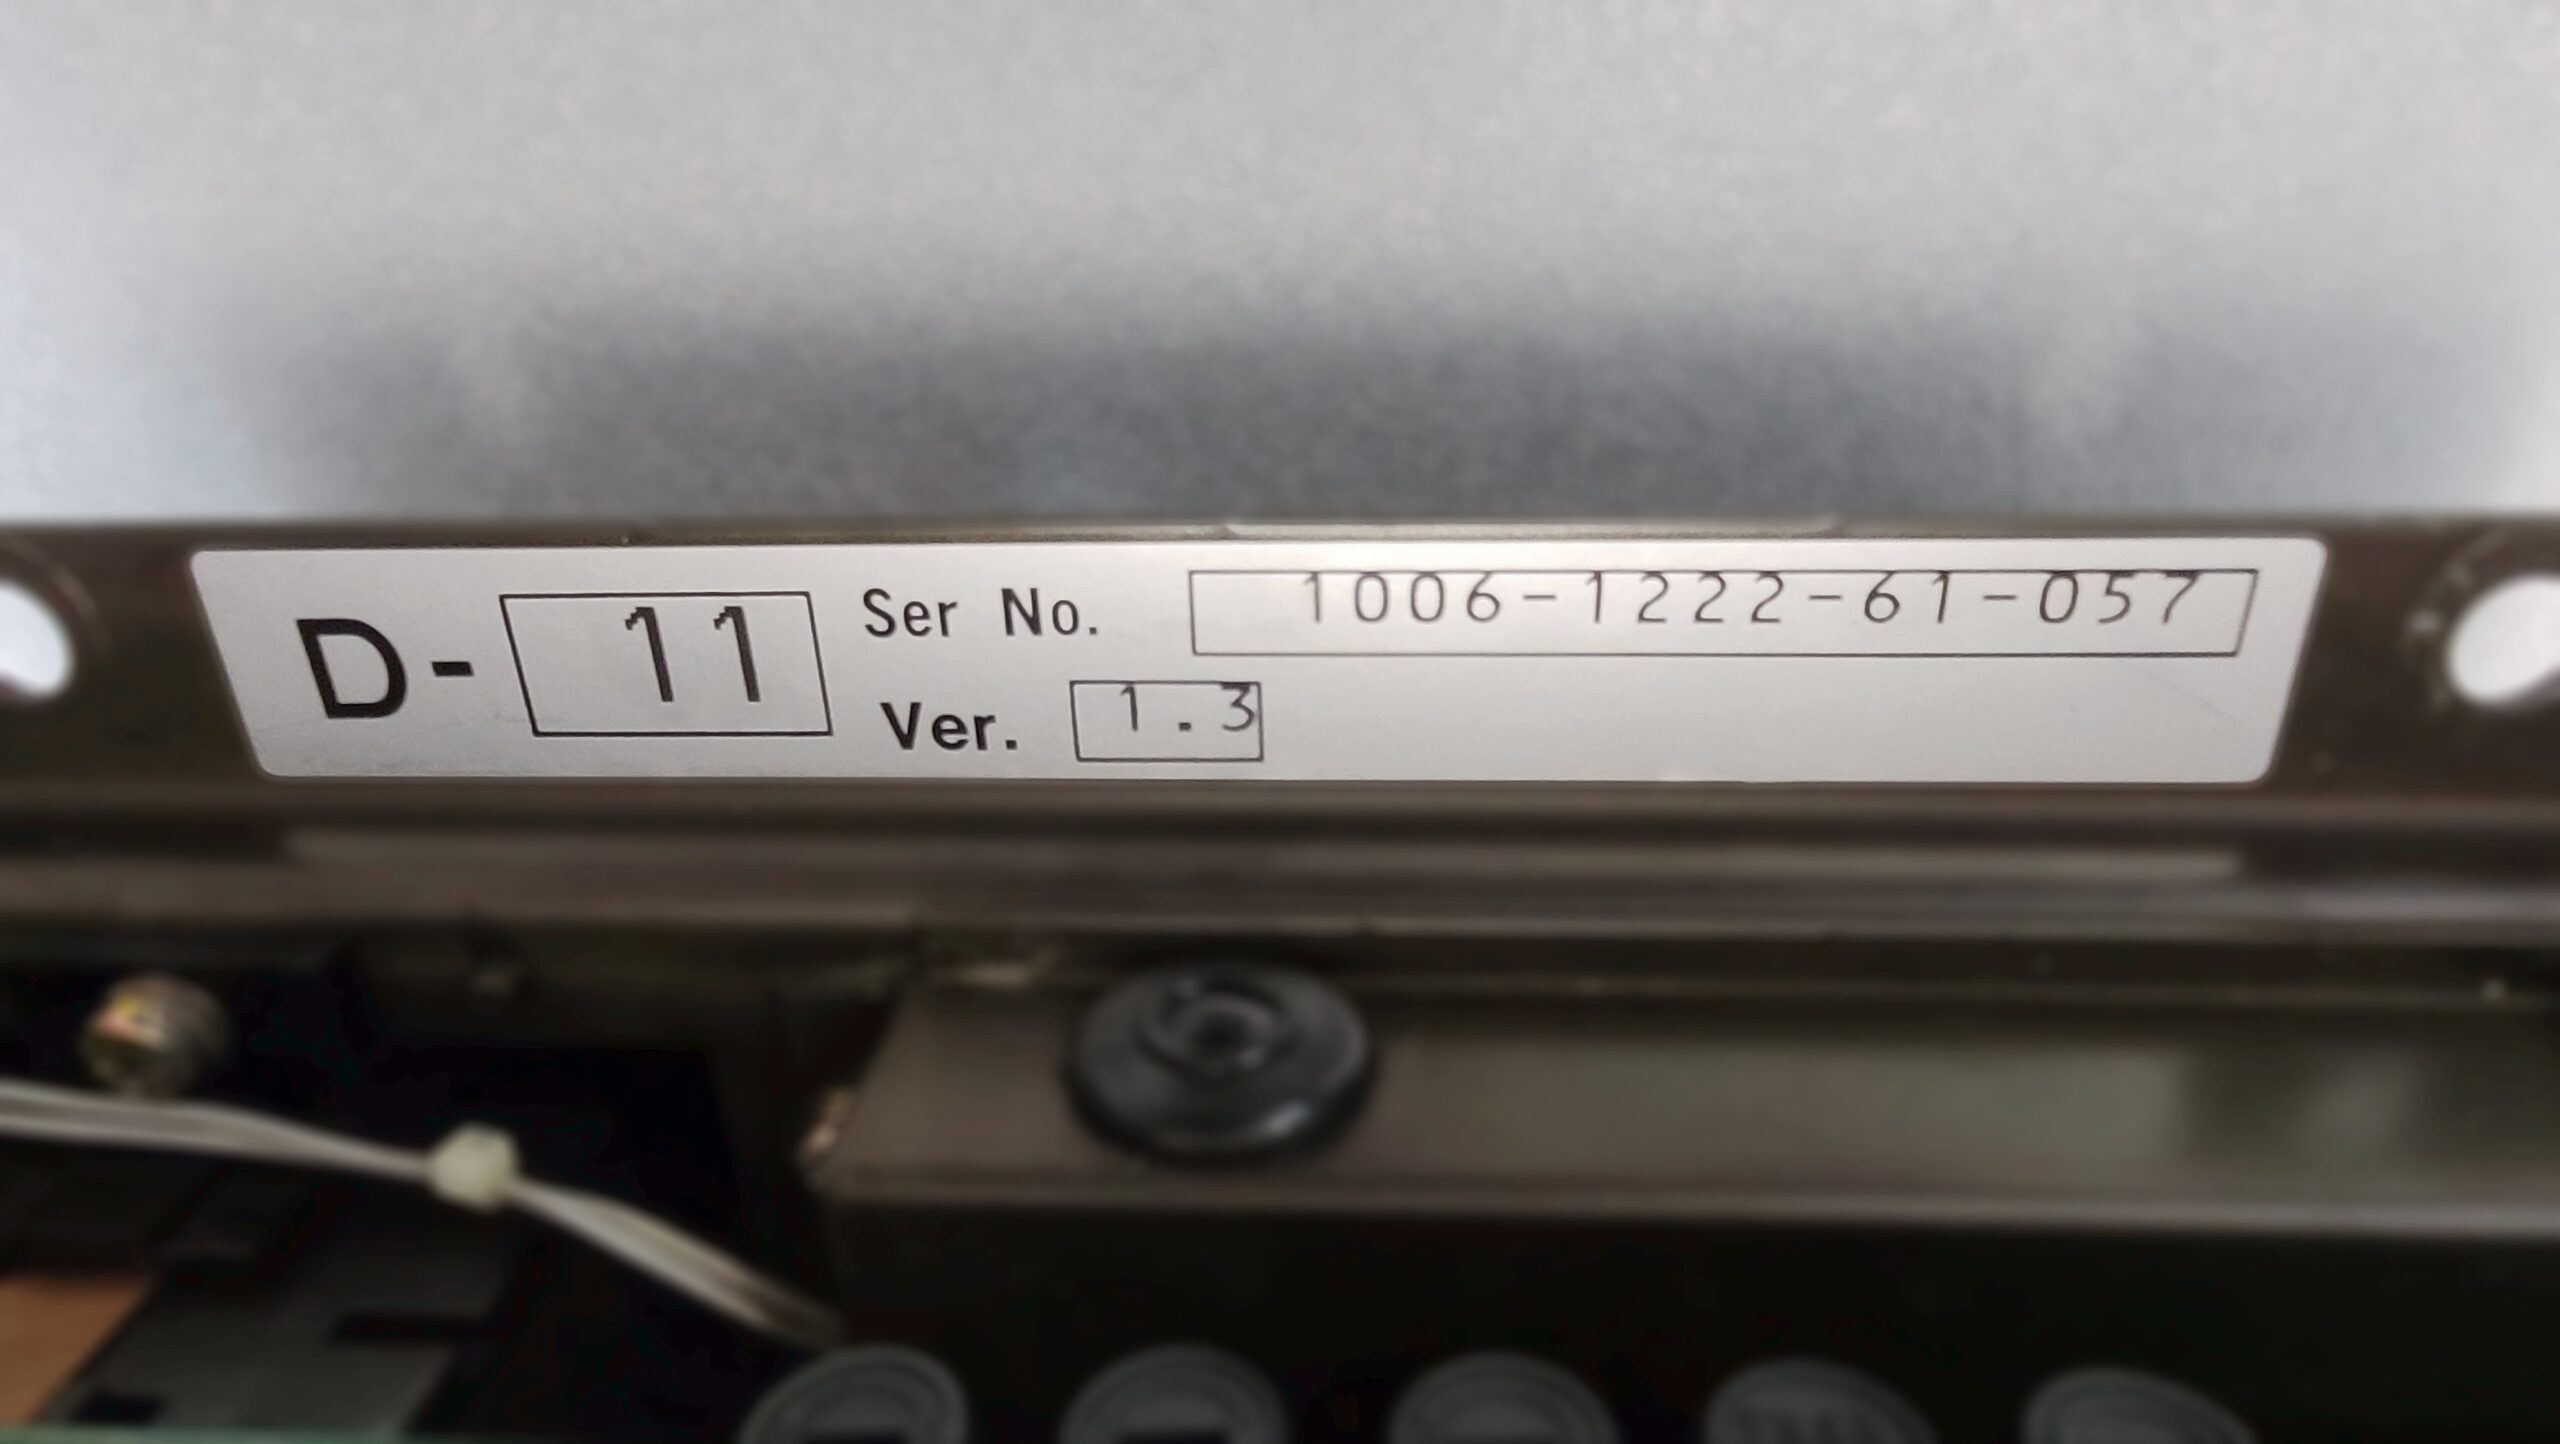 D- 11
Ser No. 1006-1222-61-057
Ver. 1.3